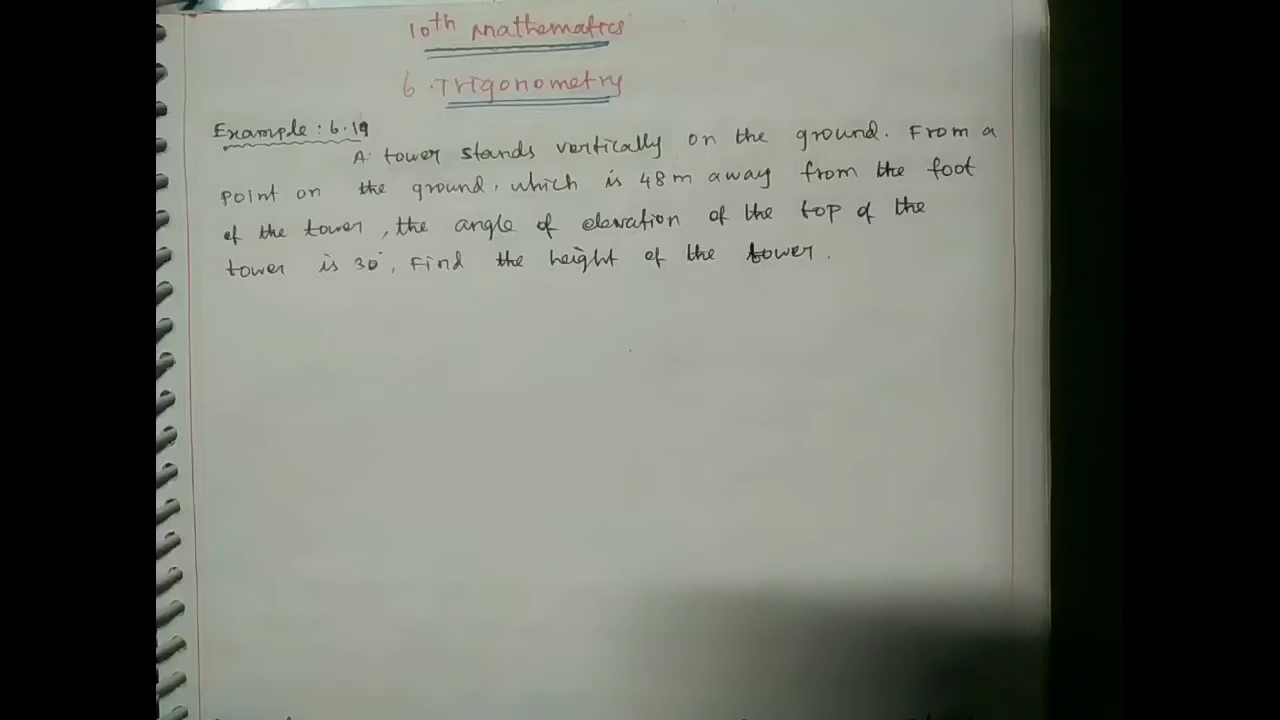 10th Mathematics
6. Trigonometry
Example: 6.19
A tower stands vertically on the ground. From a
point on the ground, which is 48m away from the foot
of the tower, the angle of elevation of the top of the
tower is 30°, Find the height of the tower.